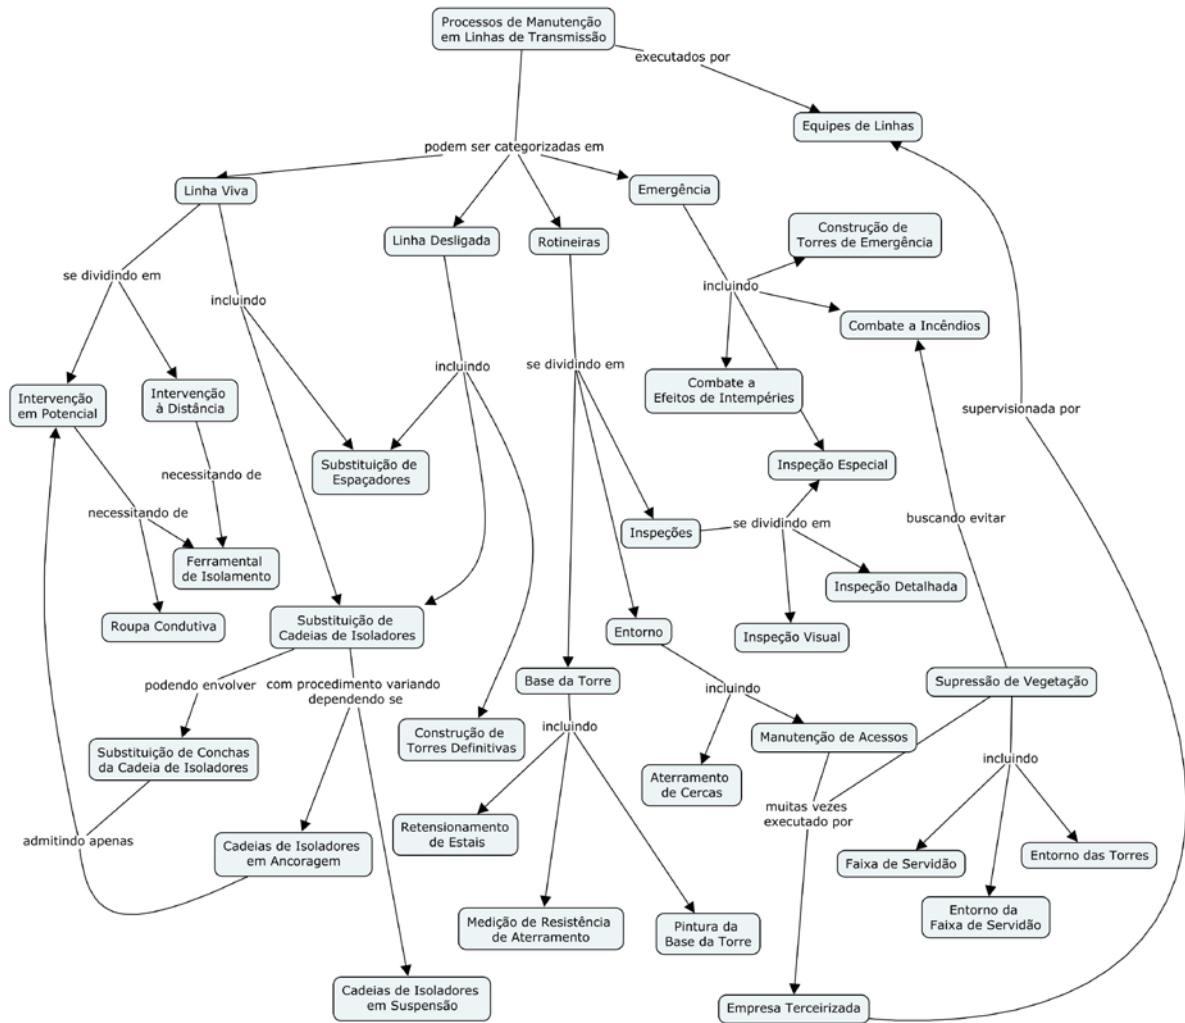 Processos de Manutenção
em Linhas de Transmissão
executados por
Equipes de Linhas
podem ser categorizadas em
Linha Viva
Emergência
Linha Desligada
Rotineiras
Construção de
Torres de Emergência
se dividindo em
incluindo
incluindo
Combate a Incêndios
Intervenção
em Potencial
Intervenção
à Distância
incluindo
se dividindo em
Combate a
Efeitos de Intempéries
supervisionada por
Substituição de
Espaçadores
Inspeção Especial
necessitando de
necessitando de
Inspeções
se dividindo em
buscando evitar
Ferramental
de Isolamento
Inspeção Detalhada
Roupa Condutiva
Substituição de
Cadeias de Isoladores
Entorno
Inspeção Visual
podendo envolver
com procedimento variando
dependendo se
Base da Torre
incluindo
Supressão de Vegetação
Substituição de Conchas
da Cadeia de Isoladores
Construção de
Torres Definitivas
incluindo
Manutenção de Acessos
incluindo
Aterramento
de Cercas
muitas vezes
executado por
admitindo apenas
Cadeias de Isoladores
em Ancoragem
Retensionamento
de Estais
Faixa de Servidão
Entorno das Torres
Medição de Resistência
de Aterramento
Pintura da
Base da Torre
Entorno da
Faixa de Servidão
Cadeias de Isoladores
em Suspensão
Empresa Terceirizada